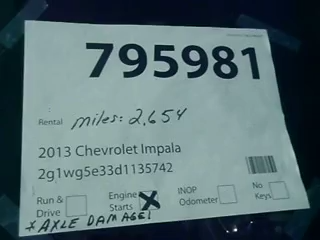 795981
Rental miles: 2,654
2013 Chevrolet Impala
2g1wg5e33d1135742
Run & Drive Engine Starts X INOP Odometer No Keys
* AXLE DAMAGE!